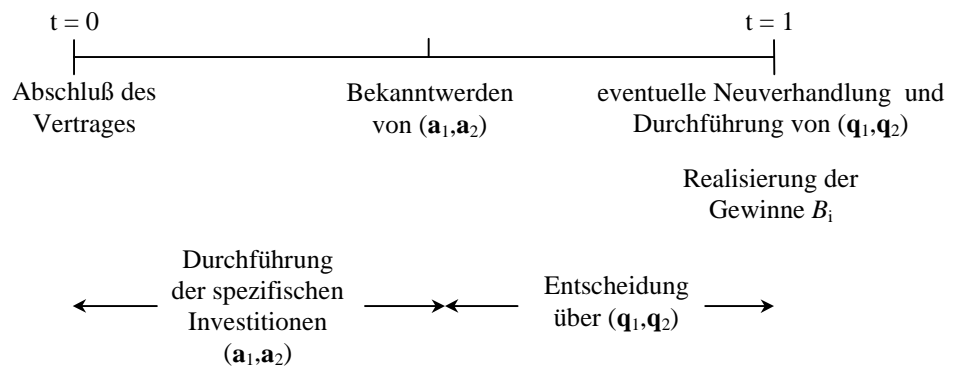 t = 0
t = 1
Abschluß des
Vertrages
Bekanntwerden
von (a₁,a₂)
eventuelle Neuverhandlung und
Durchführung von (q₁,q₂)
Realisierung der
Gewinne Bᵢ
Durchführung
der spezifischen
Investitionen
(a₁,a₂)
Entscheidung
über (q₁,q₂)